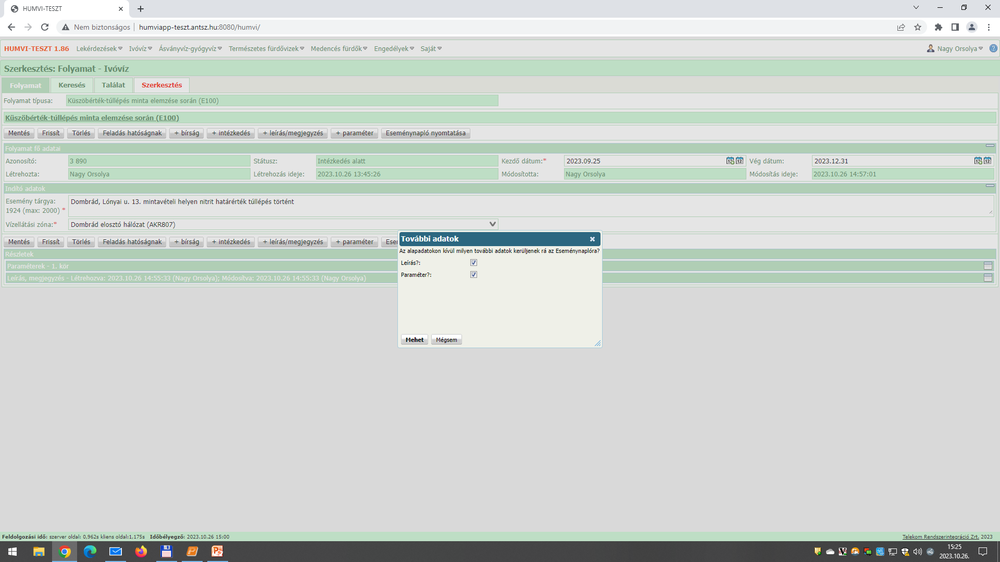 HUMVI-TESZT
Nem biztonságos humviapp-teszt.antsz.hu:8080/humvi/
HUMVI-TESZT 1.86 Lekérdezések Ivóvíz Ásványvíz-gyógyvíz Természetes fürdővizek Medencés fürdők Engedélyek Saját Nagy Orsolya ?
Szerkesztés: Folyamat - Ivóvíz
Folyamat Keresés Találat Szerkesztés
Folyamat típusa: Küszöbérték-túllépés minta elemzése során (E100)
Küszöbérték-túllépés minta elemzése során (E100)
Mentés Frissít Törlés Feladás hatóságnak + bírság + intézkedés + leírás/megjegyzés + paraméter Eseménynapló nyomtatása
Folyamat fő adatai
Azonosító: 3 890 Státusz: Intézkedés alatt Kezdő dátum:* 2023.09.25 Vég dátum: 2023.12.31
Létrehozta: Nagy Orsolya Létrehozás ideje: 2023.10.26 13:45:26 Módosította: Nagy Orsolya Módosítás ideje: 2023.10.26 14:57:01
Indító adatok
Esemény tárgya: Dombrád, Lónyai u. 13. mintavételi helyen nitrit határérték túllépés történt
1924 (max: 2000) *
Vízellátási zóna:* Dombrád elosztó hálózat (AKR807)
Mentés Frissít Törlés Feladás hatóságnak + bírság + intézkedés + leírás/megjegyzés + paraméter Ese
Részletek
Paraméterek - 1. kör
Leírás, megjegyzés - Létrehozva: 2023.10.26 14:55:33 (Nagy Orsolya); Módosítva: 2023.10.26 14:55:33 (Nagy Orsolya)
További adatok
Az alapadatokon kívül milyen további adatok kerüljenek rá az Eseménynaplóra?
Leírás?:
Paraméter?:
Mehet Mégsem
Feldolgozási idő: szerver oldal: 0,962s kliens oldal:1,175s Időbélyegző: 2023.10.26 15:00 Telekom Rendszerintegráció Zrt. 2023
15:25
2023.10.26.